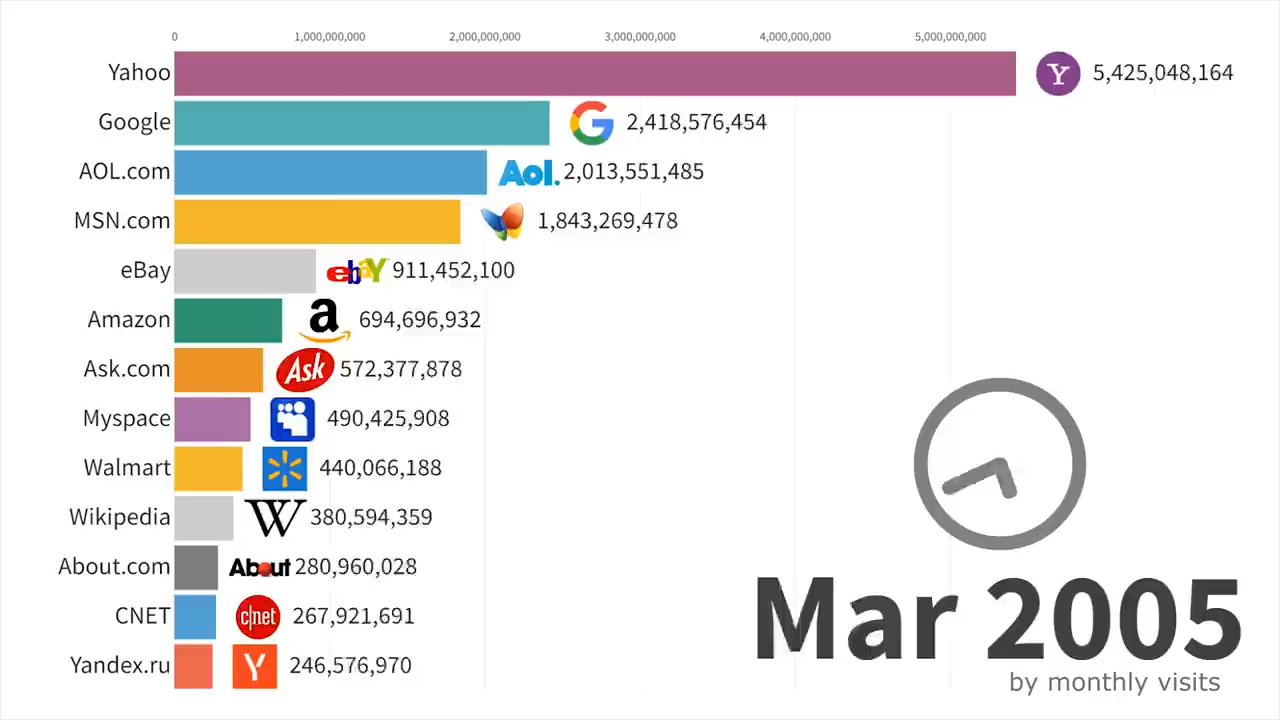 0 1,000,000,000 2,000,000,000 3,000,000,000 4,000,000,000 5,000,000,000
Yahoo Y 5,425,048,164
Google G 2,418,576,454
AOL.com Aol. 2,013,551,485
MSN.com 1,843,269,478
eBay ebaY 911,452,100
Amazon a 694,696,932
Ask.com Ask 572,377,878
Myspace 490,425,908
Walmart 440,066,188
Wikipedia W 380,594,359
About.com About 280,960,028
CNET c|net 267,921,691
Yandex.ru Y 246,576,970
Mar 2005
by monthly visits